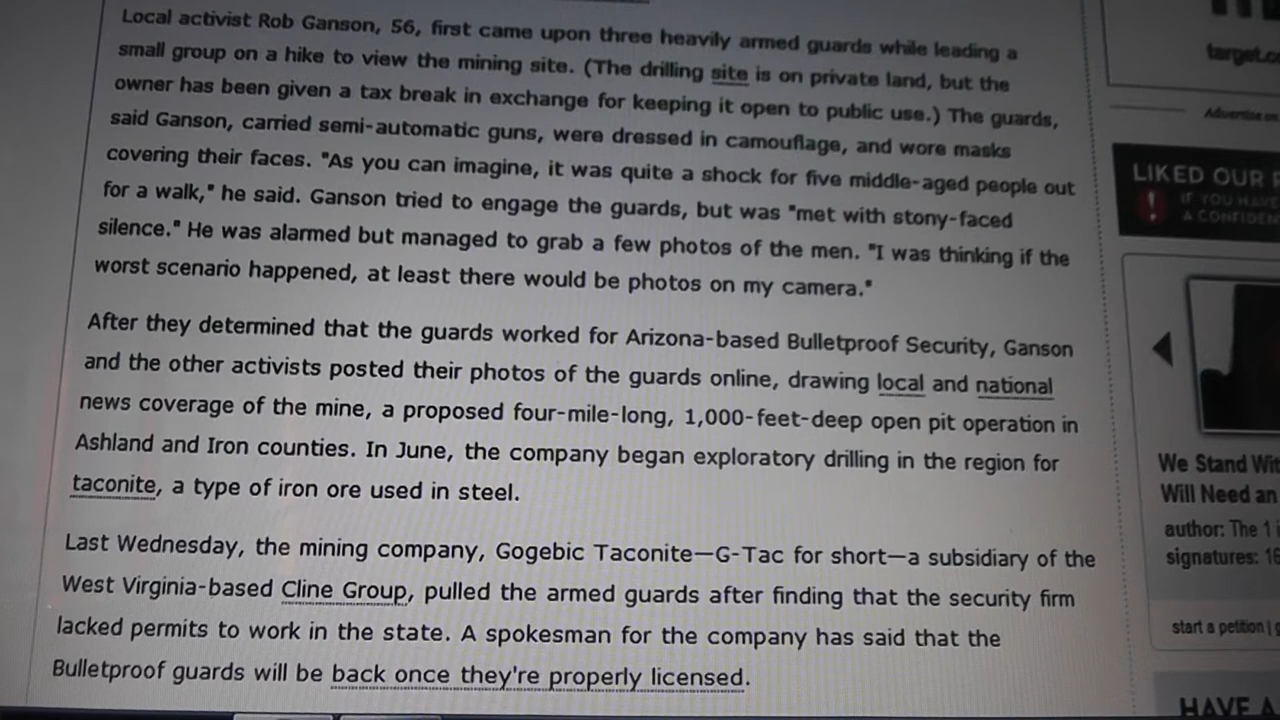 Local activist Rob Ganson, 56, first came upon three heavily armed guards while leading a
small group on a hike to view the mining site. (The drilling site is on private land, but the
owner has been given a tax break in exchange for keeping it open to public use.) The guards,
said Ganson, carried semi-automatic guns, were dressed in camouflage, and wore masks
covering their faces. "As you can imagine, it was quite a shock for five middle-aged people out
for a walk," he said. Ganson tried to engage the guards, but was "met with stony-faced
silence." He was alarmed but managed to grab a few photos of the men. "I was thinking if the
worst scenario happened, at least there would be photos on my camera."
After they determined that the guards worked for Arizona-based Bulletproof Security, Ganson
and the other activists posted their photos of the guards online, drawing local and national
news coverage of the mine, a proposed four-mile-long, 1,000-feet-deep open pit operation in
Ashland and Iron counties. In June, the company began exploratory drilling in the region for
taconite, a type of iron ore used in steel.
Last Wednesday, the mining company, Gogebic Taconite—G-Tac for short—a subsidiary of the
West Virginia-based Cline Group, pulled the armed guards after finding that the security firm
lacked permits to work in the state. A spokesman for the company has said that the
Bulletproof guards will be back once they're properly licensed.
target.c
Advertise on
LIKED OUR
IF YOU HAVE
A CONFIDEN
We Stand Wit
Will Need an
author: The 1
signatures: 16
start a petition |
HAVE A